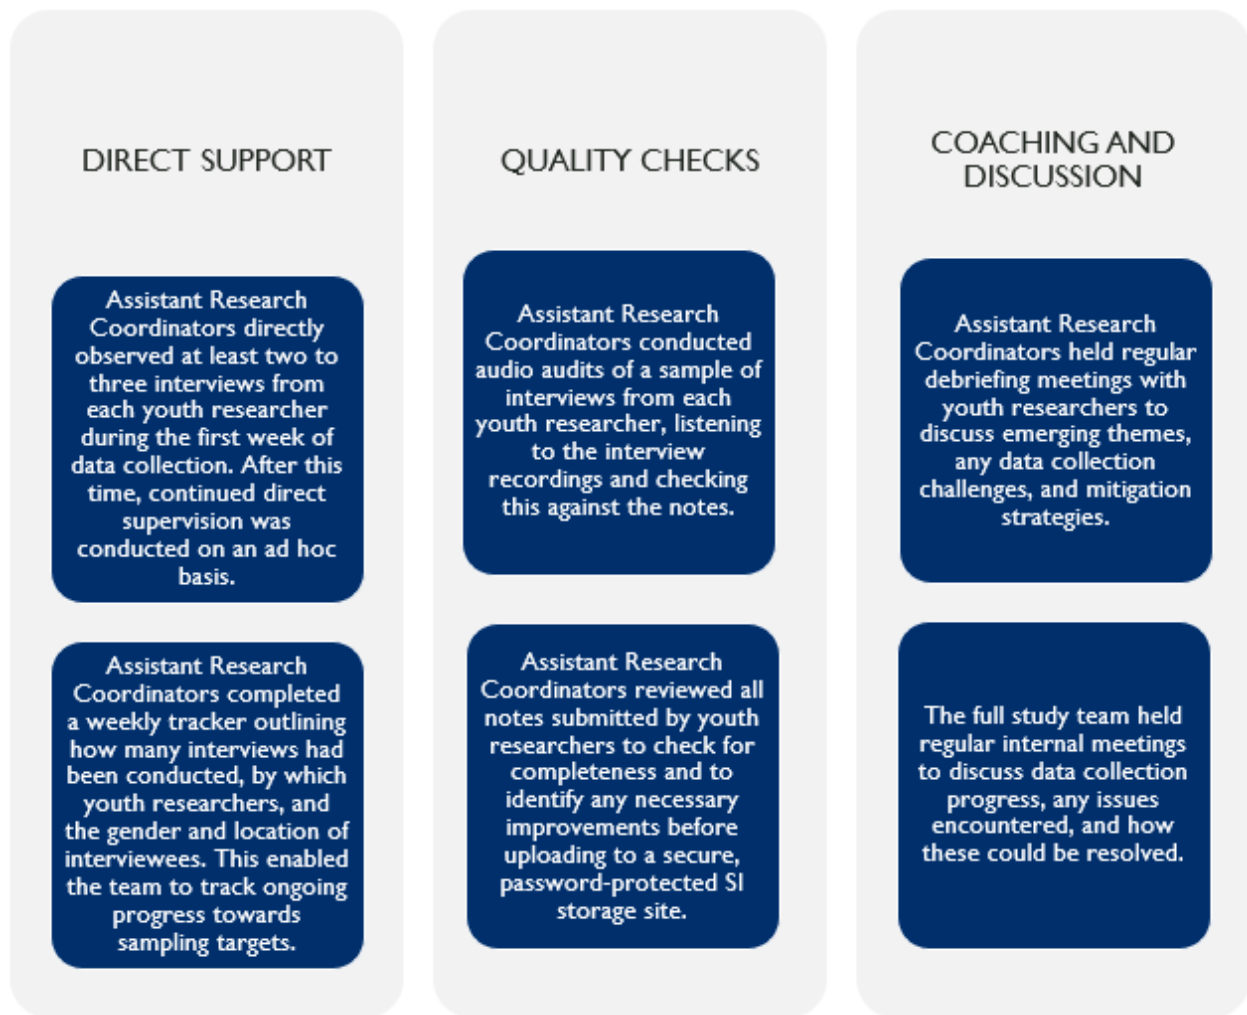 DIRECT SUPPORT
Assistant Research
Coordinators directly
observed at least two to
three interviews from
each youth researcher
during the first week of
data collection. After this
time, continued direct
supervision was
conducted on an ad hoc
basis.
Assistant Research
Coordinators completed
a weekly tracker outlining
how many interviews had
been conducted, by which
youth researchers, and
the gender and location of
interviewees. This enabled
the team to track ongoing
progress towards
sampling targets.
QUALITY CHECKS
Assistant Research
Coordinators conducted
audio audits of a sample of
interviews from each
youth researcher, listening
to the interview
recordings and checking
this against the notes.
Assistant Research
Coordinators reviewed all
notes submitted by youth
researchers to check for
completeness and to
identify any necessary
improvements before
uploading to a secure,
password-protected SI
storage site.
COACHING AND
DISCUSSION
Assistant Research
Coordinators held regular
debriefing meetings with
youth researchers to
discuss emerging themes,
any data collection
challenges, and mitigation
strategies.
The full study team held
regular internal meetings
to discuss data collection
progress, any issues
encountered, and how
these could be resolved.